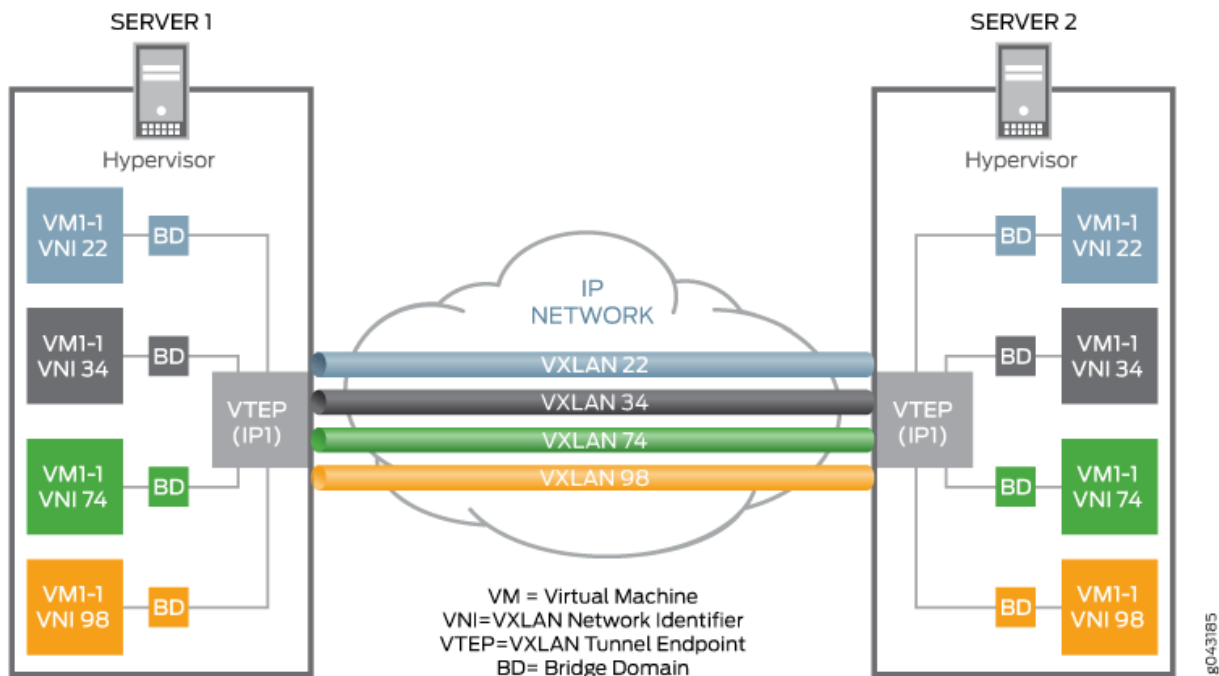 SERVER 1
Hypervisor
VM1-1
VNI 22
BD
VM1-1
VNI 34
BD
VM1-1
VNI 74
BD
VM1-1
VNI 98
BD
VTEP
(IP1)
IP
NETWORK
VXLAN 22
VXLAN 34
VXLAN 74
VXLAN 98
SERVER 2
Hypervisor
BD
VM1-1
VNI 22
BD
VM1-1
VNI 34
BD
VM1-1
VNI 74
BD
VM1-1
VNI 98
VTEP
(IP1)
VM = Virtual Machine
VNI=VXLAN Network Identifier
VTEP=VXLAN Tunnel Endpoint
BD= Bridge Domain
g043185